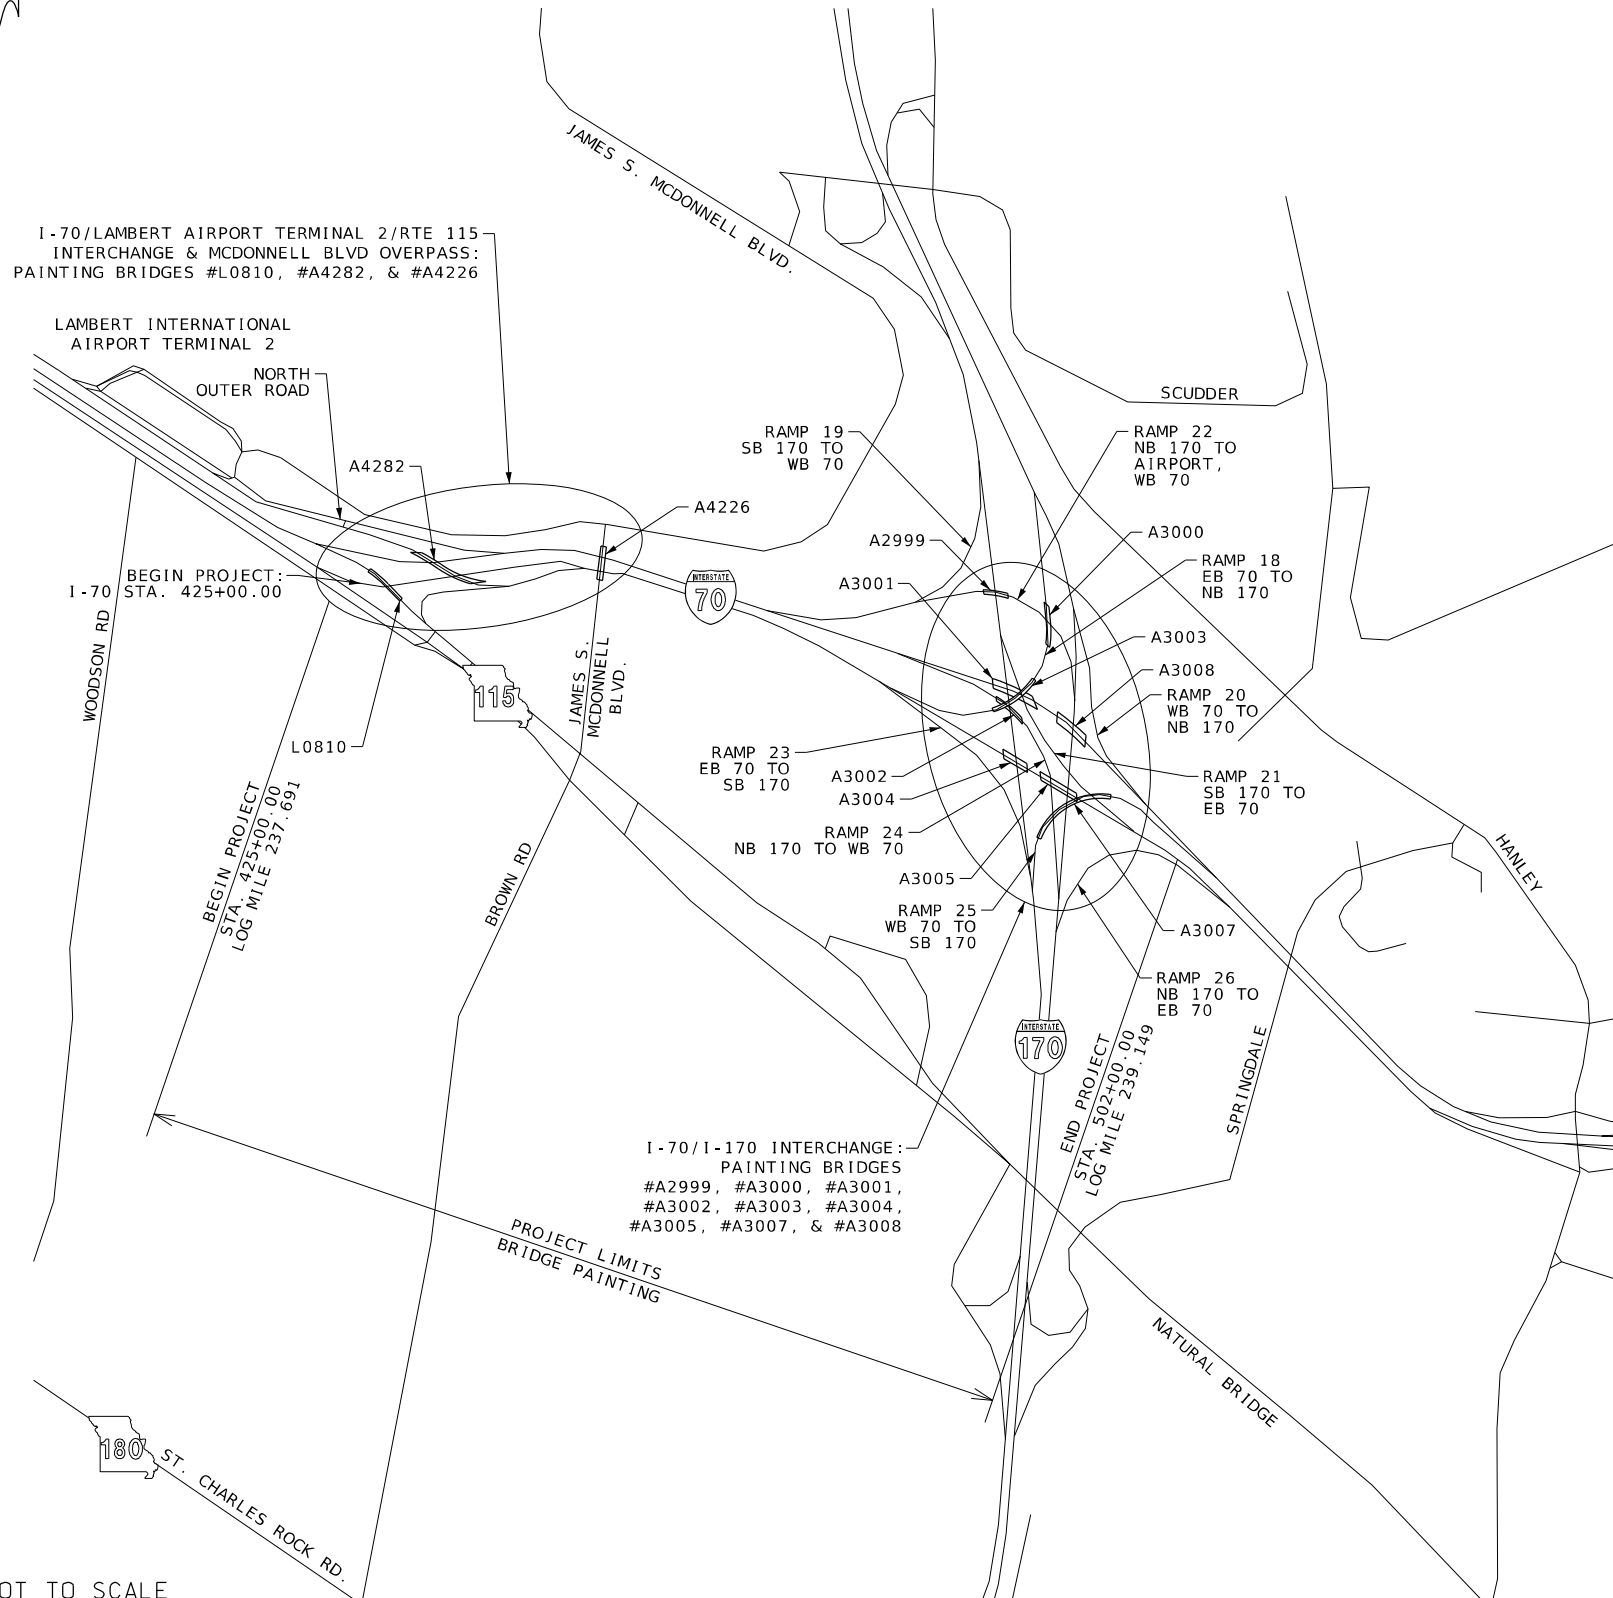 JAMES S. MCDONNELL BLVD.
I-70/LAMBERT AIRPORT TERMINAL 2/RTE 115
INTERCHANGE & MCDONNELL BLVD OVERPASS:
PAINTING BRIDGES #L0810, #A4282, & #A4226
LAMBERT INTERNATIONAL
AIRPORT TERMINAL 2
NORTH
OUTER ROAD
A4282
A4226
BEGIN PROJECT:
I-70 STA. 425+00.00
WOODSON RD
L0810
INTERSTATE
70
115
JAMES S.
MCDONNELL
BLVD.
SCUDDER
RAMP 19
SB 170 TO
WB 70
RAMP 22
NB 170 TO
AIRPORT,
WB 70
A2999
A3000
A3001
RAMP 18
EB 70 TO
NB 170
A3003
A3008
RAMP 20
WB 70 TO
NB 170
RAMP 23
EB 70 TO
SB 170
A3002
A3004
RAMP 21
SB 170 TO
EB 70
RAMP 24
NB 170 TO WB 70
A3005
RAMP 25
WB 70 TO
SB 170
A3007
RAMP 26
NB 170 TO
EB 70
BEGIN PROJECT
STA. 425+00.00
LOG MILE 237.691
BROWN RD
HANLEY
INTERSTATE
170
END PROJECT
STA. 502+00.00
LOG MILE 239.149
SPRINGDALE
I-70/I-170 INTERCHANGE:
PAINTING BRIDGES
#A2999, #A3000, #A3001,
#A3002, #A3003, #A3004,
#A3005, #A3007, & #A3008
PROJECT LIMITS
BRIDGE PAINTING
NATURAL BRIDGE
180
ST. CHARLES ROCK RD.
OT TO SCALE